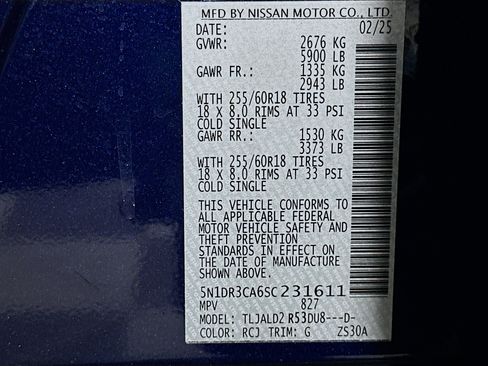 MFD BY NISSAN MOTOR CO., LTD
DATE: 02/25
GVWR: 2676 KG
5900 LB
GAWR FR.: 1335 KG
2943 LB
WITH 255/60R18 TIRES
18 X 8.0 RIMS AT 33 PSI
COLD SINGLE
GAWR RR.: 1530 KG
3373 LB
WITH 255/60R18 TIRES
18 X 8.0 RIMS AT 33 PSI
COLD SINGLE
THIS VEHICLE CONFORMS TO
ALL APPLICABLE FEDERAL
MOTOR VEHICLE SAFETY AND
THEFT PREVENTION
STANDARDS IN EFFECT ON
THE DATE OF MANUFACTURE
SHOWN ABOVE.
5N1DR3CA6SC231611
MPV 827
MODEL: TLJALD2 R53DU8---D-
COLOR: RCJ TRIM: G ZS30A